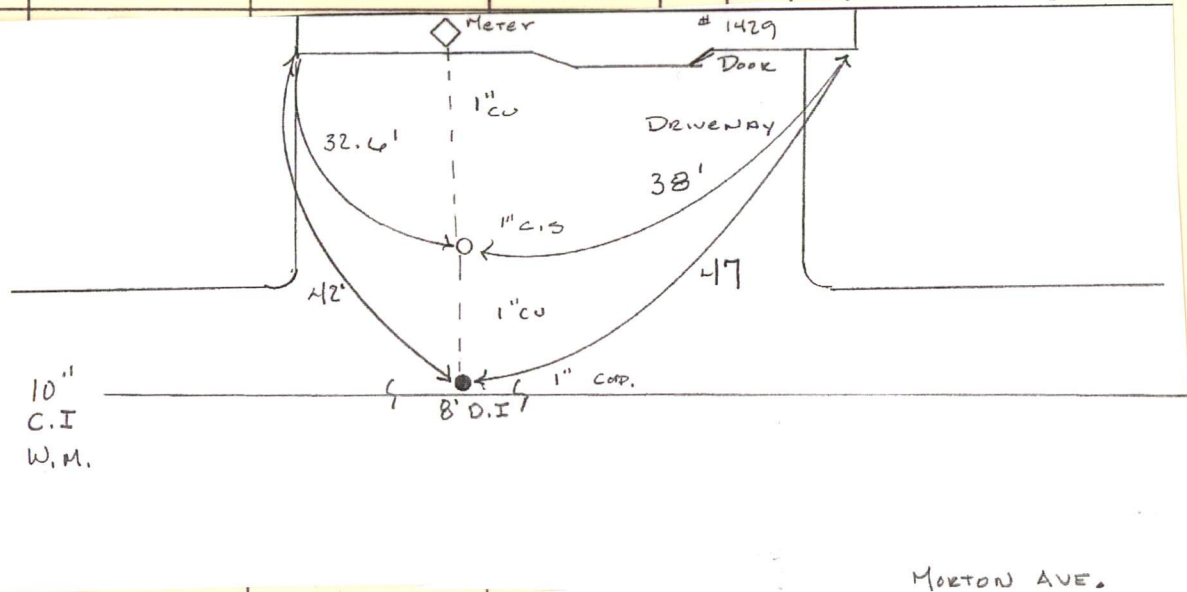 Meter
# 1429
Door
1" cu
32.6'
Driveway
38'
1" C.S
42'
47
1" cu
1" Corp.
8' D.I
10"
C.I
W.M.
Morton Ave.